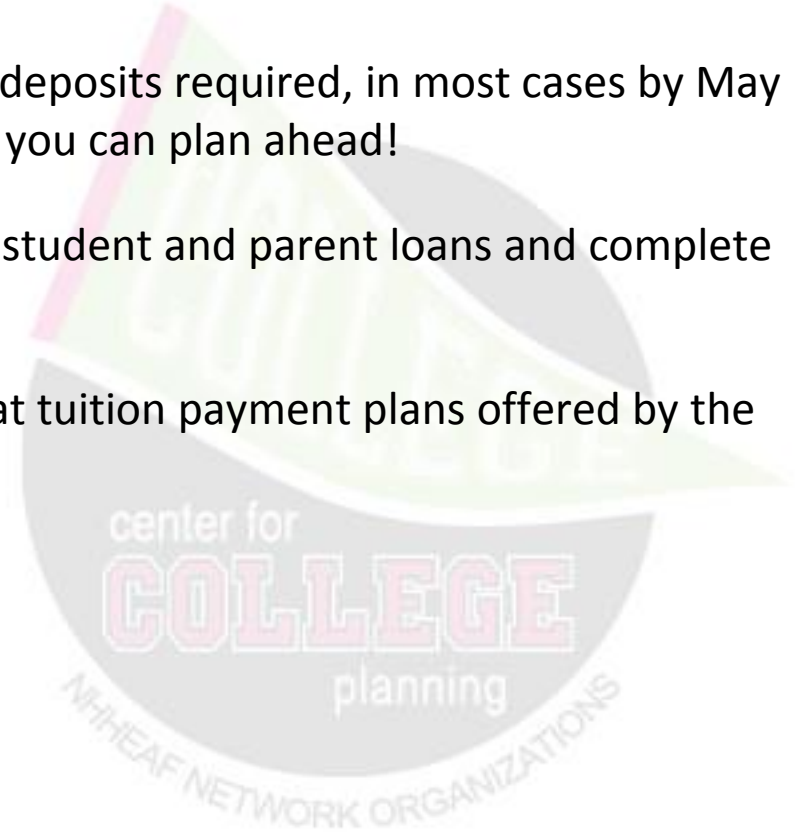 deposits required, in most cases by May
you can plan ahead!
student and parent loans and complete
at tuition payment plans offered by the
COLLEGE
center for
COLLEGE
planning
NHHEAF NETWORK ORGANIZATIONS